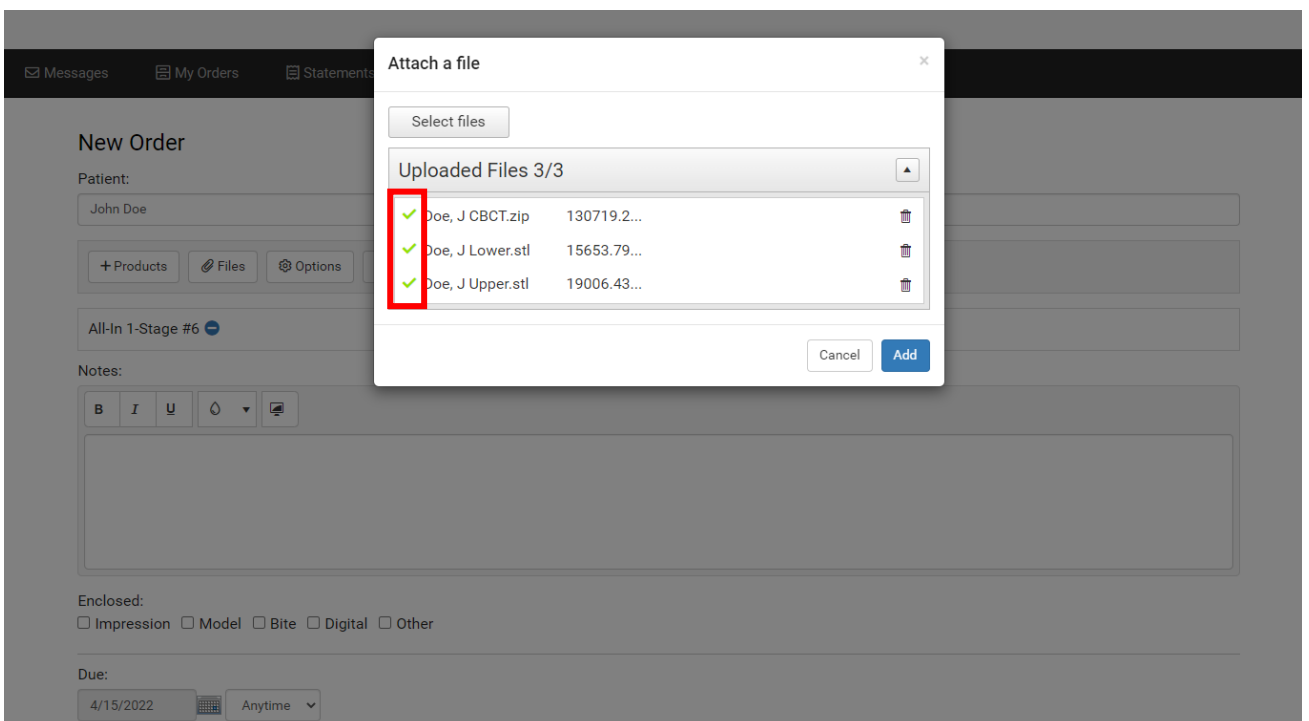 Messages
My Orders
Statements
Attach a file
×
Select files
Uploaded Files 3/3
Doe, J CBCT.zip 130719.2...
Doe, J Lower.stl 15653.79...
Doe, J Upper.stl 19006.43...
Cancel
Add
New Order
Patient:
John Doe
+ Products
Files
Options
All-In 1-Stage #6
Notes:
B I U
Enclosed:
Impression Model Bite Digital Other
Due:
4/15/2022 Anytime